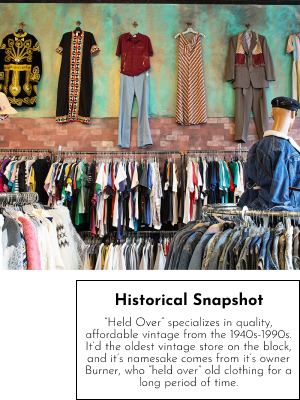 Historical Snapshot
"Held Over" specializes in quality,
affordable vintage from the 1940s-1990s.
It'd the oldest vintage store on the block,
and it's namesake comes from it's owner
Burner, who "held over" old clothing for a
long period of time.